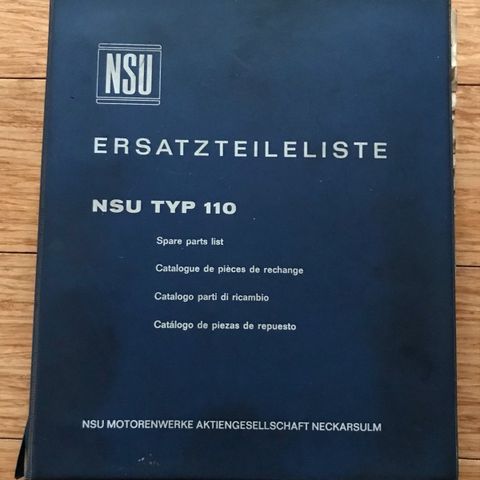 NSU
ERSATZTEILELISTE
NSU TYP 110
Spare parts list
Catalogue de pièces de rechange
Catalogo parti di ricambio
Catálogo de piezas de repuesto
NSU MOTORENWERKE AKTIENGESELLSCHAFT NECKARSULM